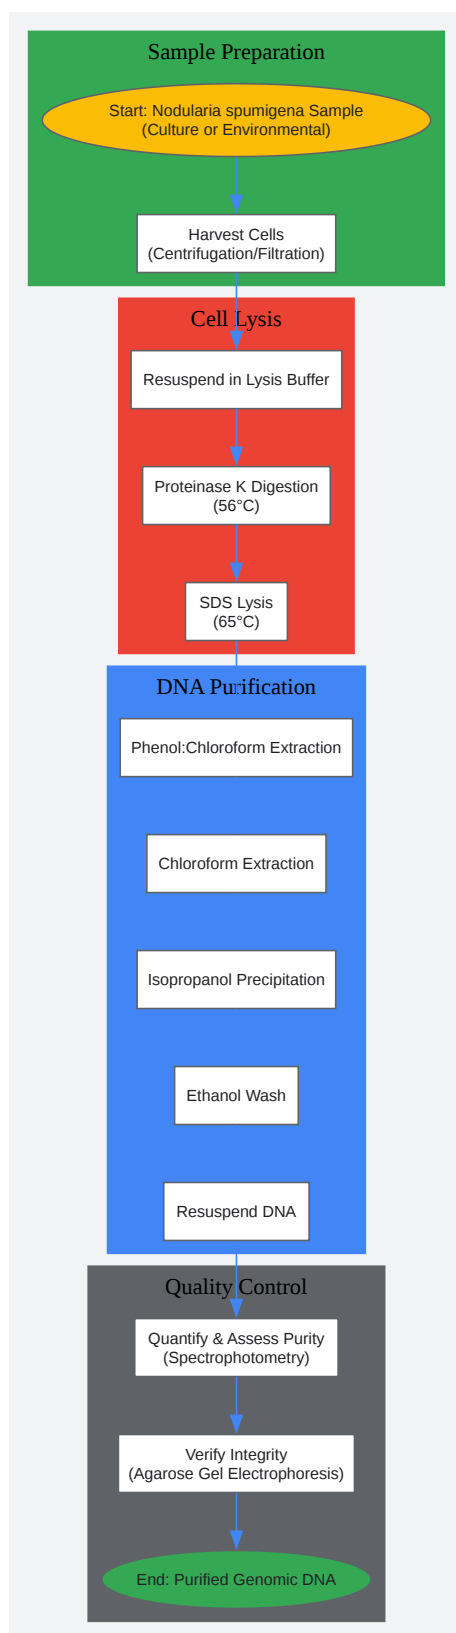 Sample Preparation
Start: Nodularia spumigena Sample
(Culture or Environmental)
Harvest Cells
(Centrifugation/Filtration)
Cell Lysis
Resuspend in Lysis Buffer
Proteinase K Digestion
(56°C)
SDS Lysis
(65°C)
DNA Purification
Phenol:Chloroform Extraction
Chloroform Extraction
Isopropanol Precipitation
Ethanol Wash
Resuspend DNA
Quality Control
Quantify & Assess Purity
(Spectrophotometry)
Verify Integrity
(Agarose Gel Electrophoresis)
End: Purified Genomic DNA